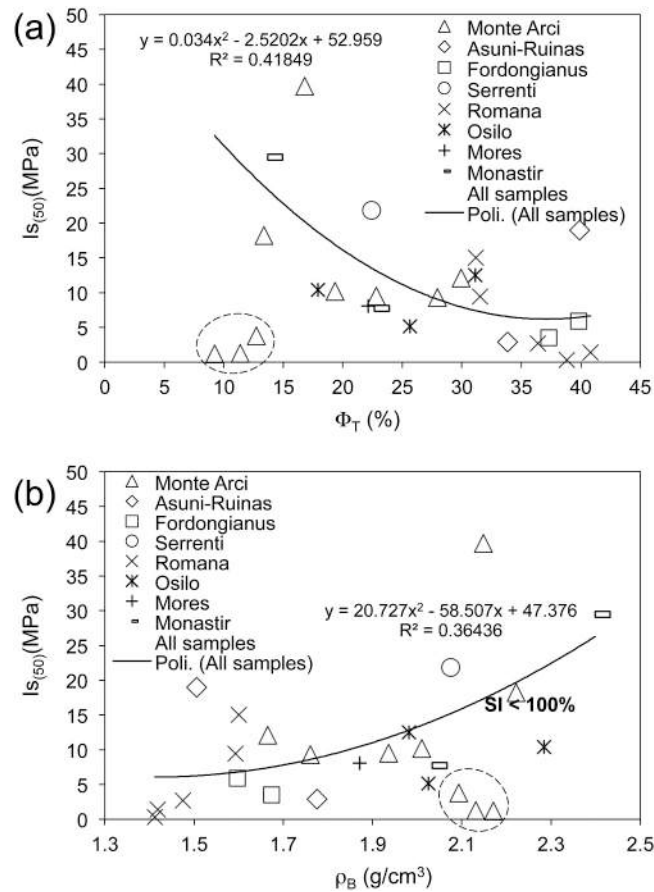 (a)
y = 0.034x² - 2.5202x + 52.959
R² = 0.41849
Monte Arci
Asuni-Ruinas
Fordongianus
Serrenti
Romana
Osilo
Mores
Monastir
All samples
Poli. (All samples)
Is(50)(MPa)
50
45
40
35
30
25
20
15
10
5
0
0 5 10 15 20 25 30 35 40 45
ΦT (%)
(b)
Monte Arci
Asuni-Ruinas
Fordongianus
Serrenti
Romana
Osilo
Mores
Monastir
All samples
Poli. (All samples)
y = 20.727x² - 58.507x + 47.376
R² = 0.36436
SI < 100%
Is(50)(MPa)
50
45
40
35
30
25
20
15
10
5
0
1.3 1.5 1.7 1.9 2.1 2.3 2.5
ρB (g/cm³)